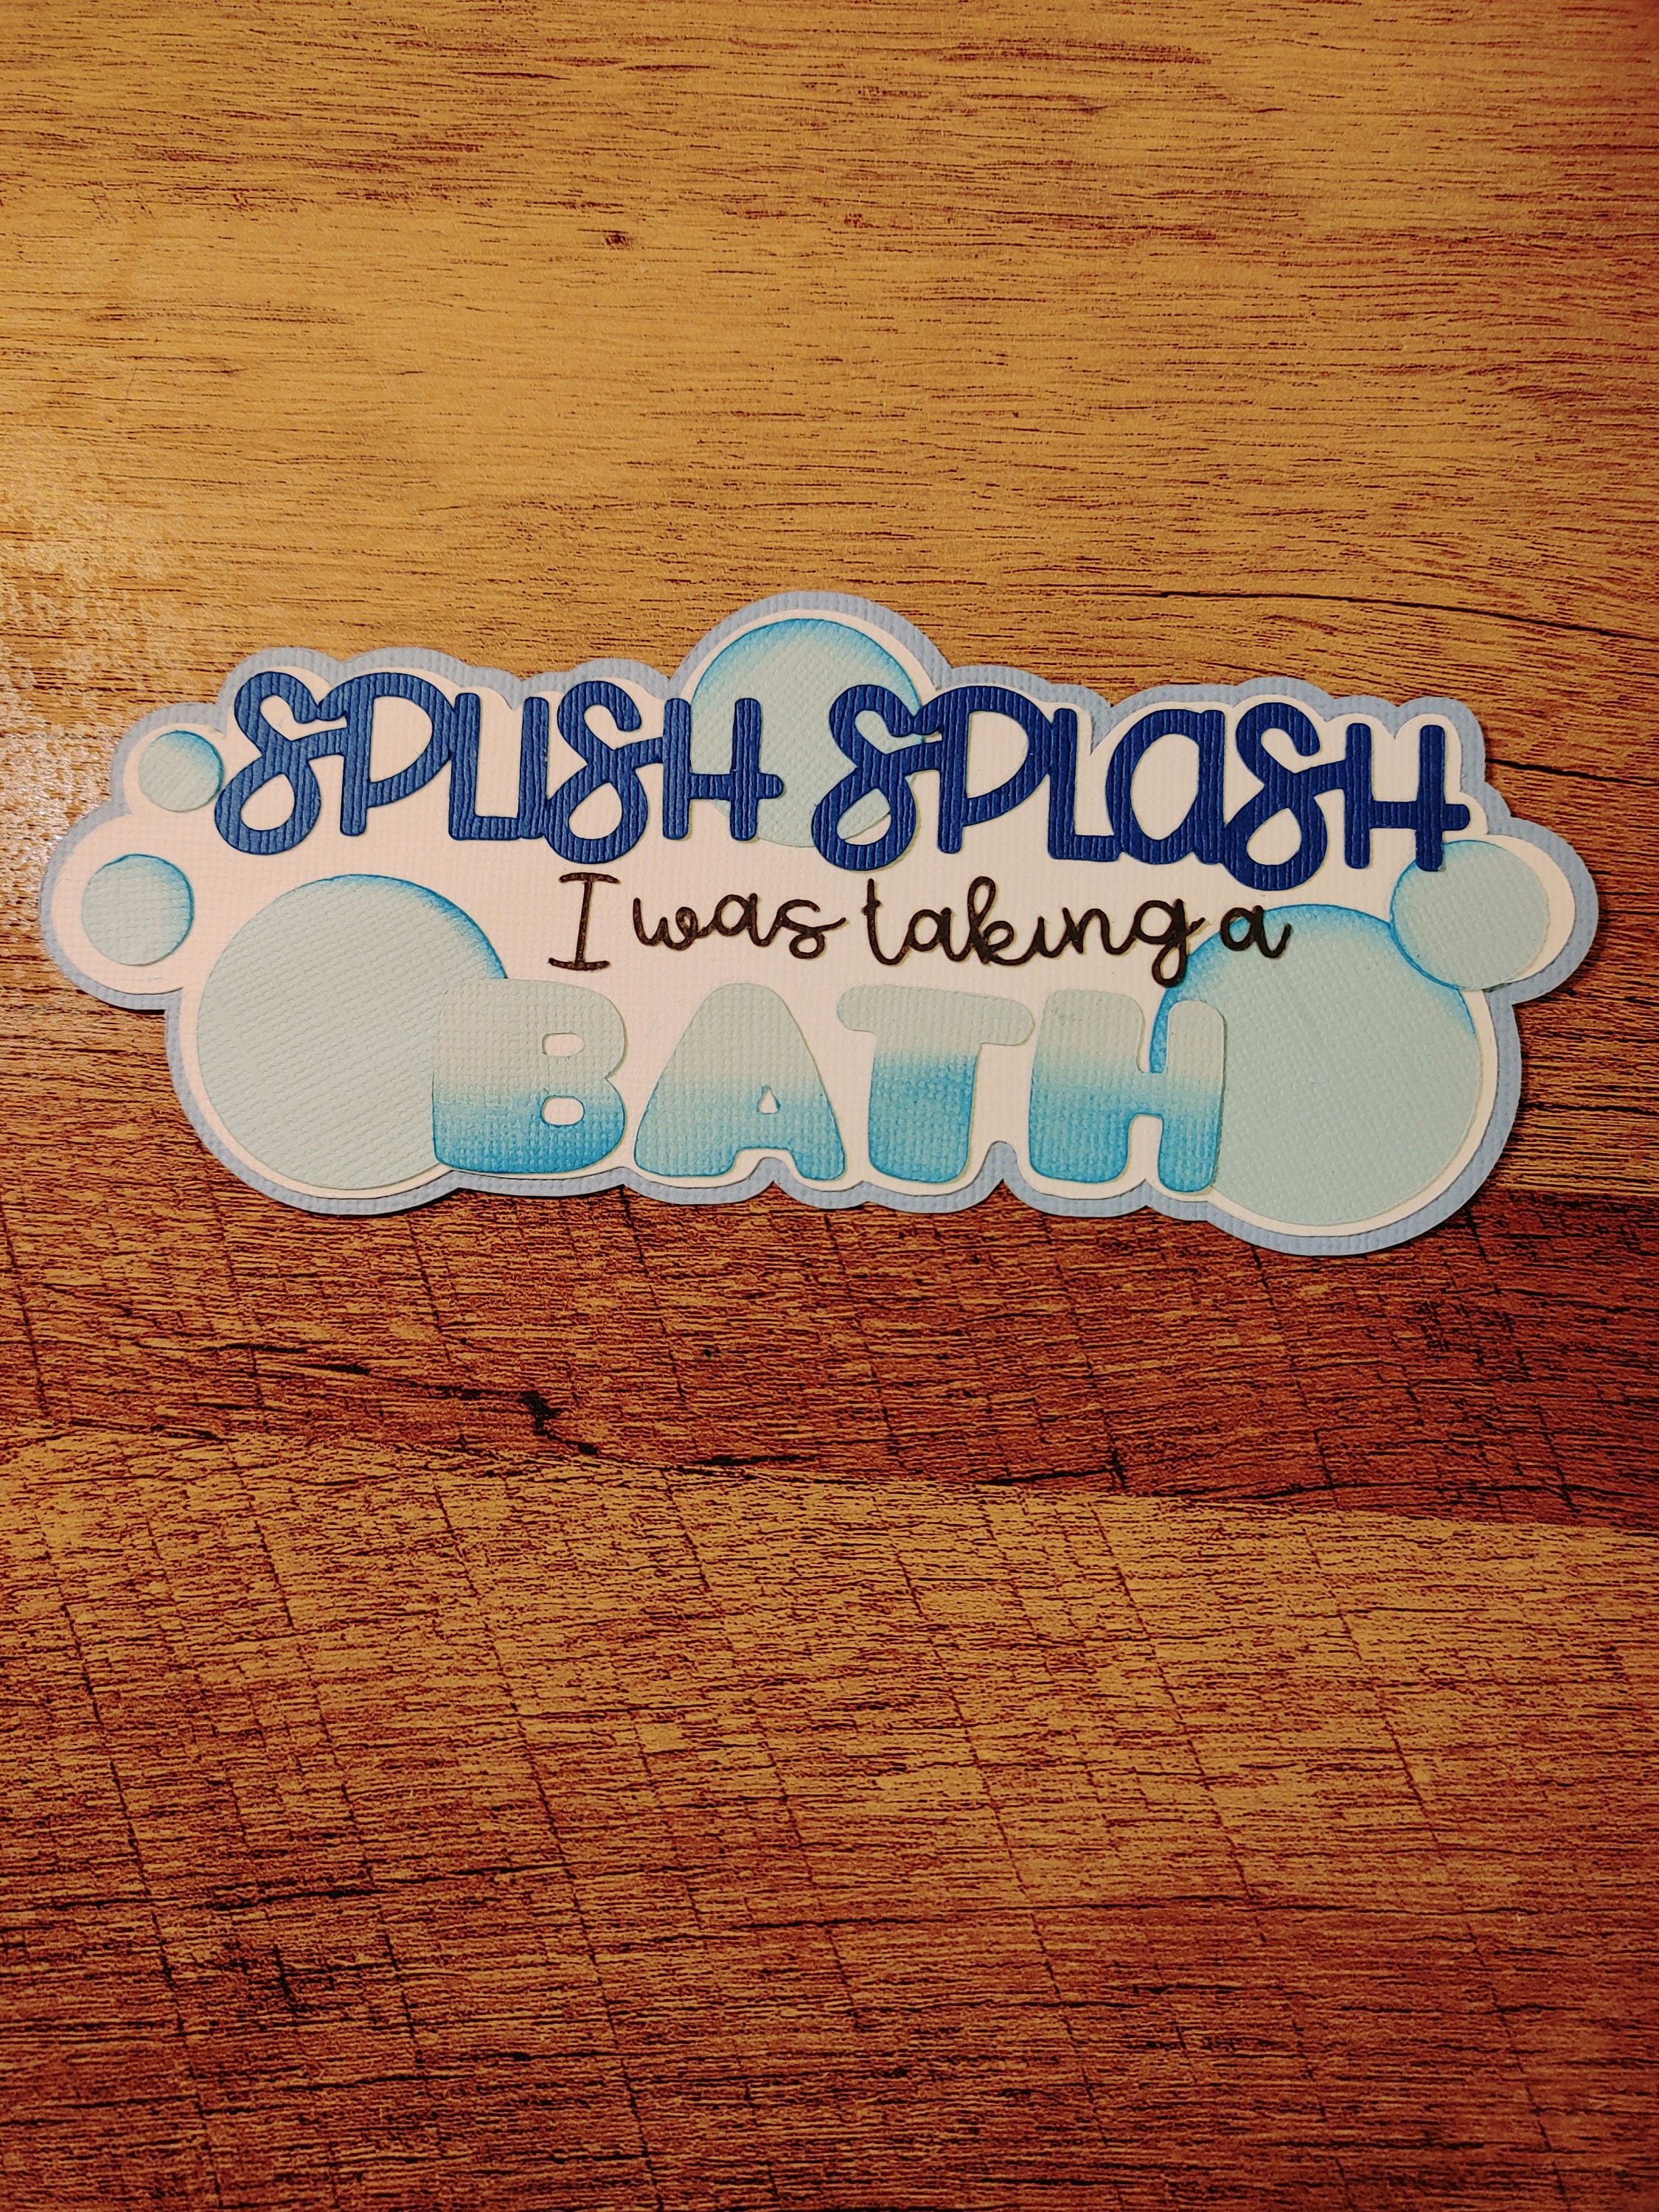 SPLISH SPLASH
I was taking a
BATH